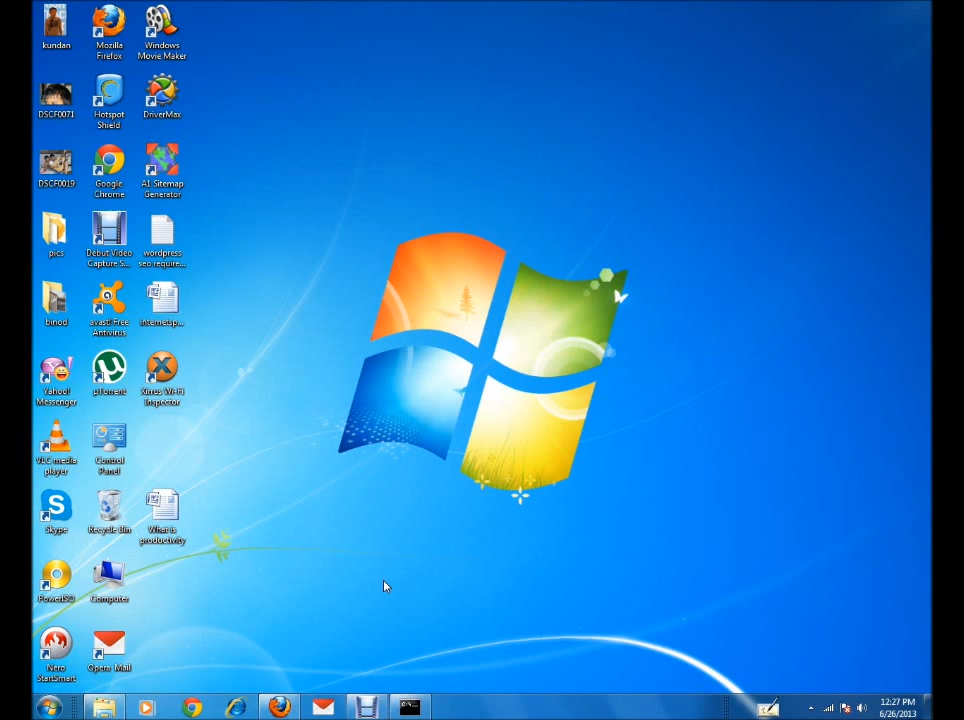 kundan
Mozilla
Firefox
Windows
Movie Maker
DSCF0071
Hotspot
Shield
DriverMax
DSCF0019
Google
Chrome
A1 Sitemap
Generator
pics
Debut Video
Capture S...
wordpress
seo require...
binod
avast! Free
Antivirus
internetsp...
Yahoo!
Messenger
µTorrent
Xirrus Wi-Fi
Inspector
VLC media
player
Control
Panel
Skype
Recycle Bin
What is
productivity
PowerISO
Computer
Nero
StartSmart
Opera Mail
12:27 PM
6/26/2013